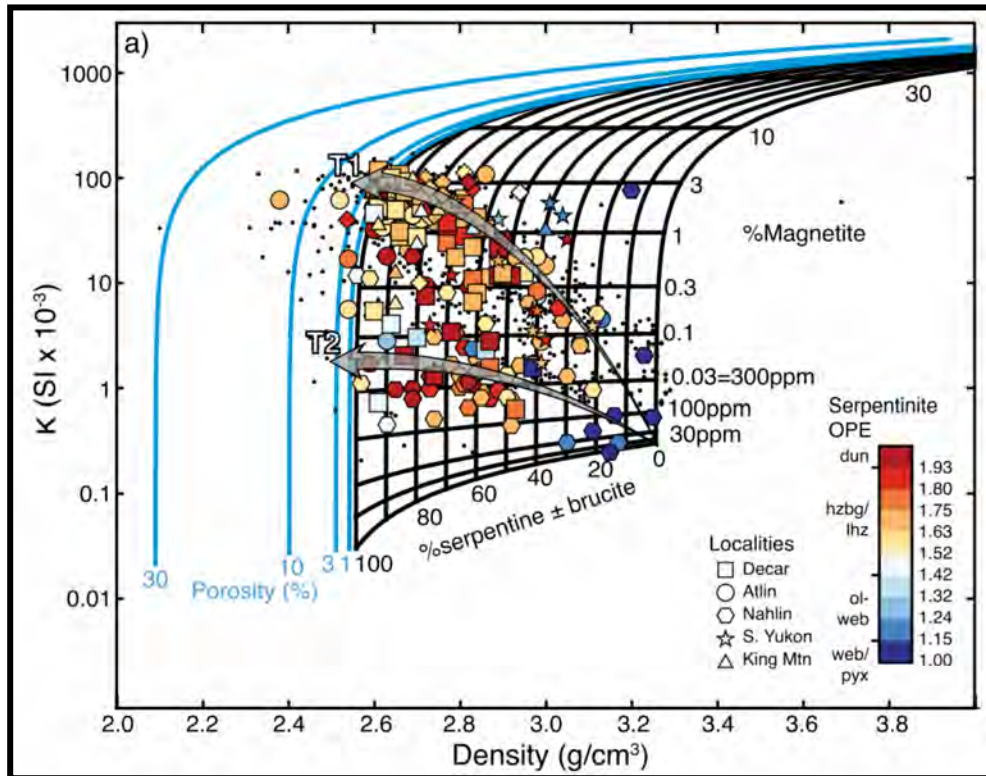 a)
K (SI x 10⁻³)
1000
100
10
1
0.1
0.01
T1
T2
30
10
3
1
0.3
0.1
0.03=300ppm
100ppm
30ppm
%Magnetite
0
20
40
60
80
100
%serpentine ± brucite
30
10
3
1
Porosity (%)
Localities
Decar
Atlin
Nahlin
S. Yukon
King Mtn
Serpentinite
OPE
dun
hzbg/
lhz
ol-
web
web/
pyx
1.93
1.80
1.75
1.63
1.52
1.42
1.32
1.24
1.15
1.00
2.0 2.2 2.4 2.6 2.8 3.0 3.2 3.4 3.6 3.8
Density (g/cm³)